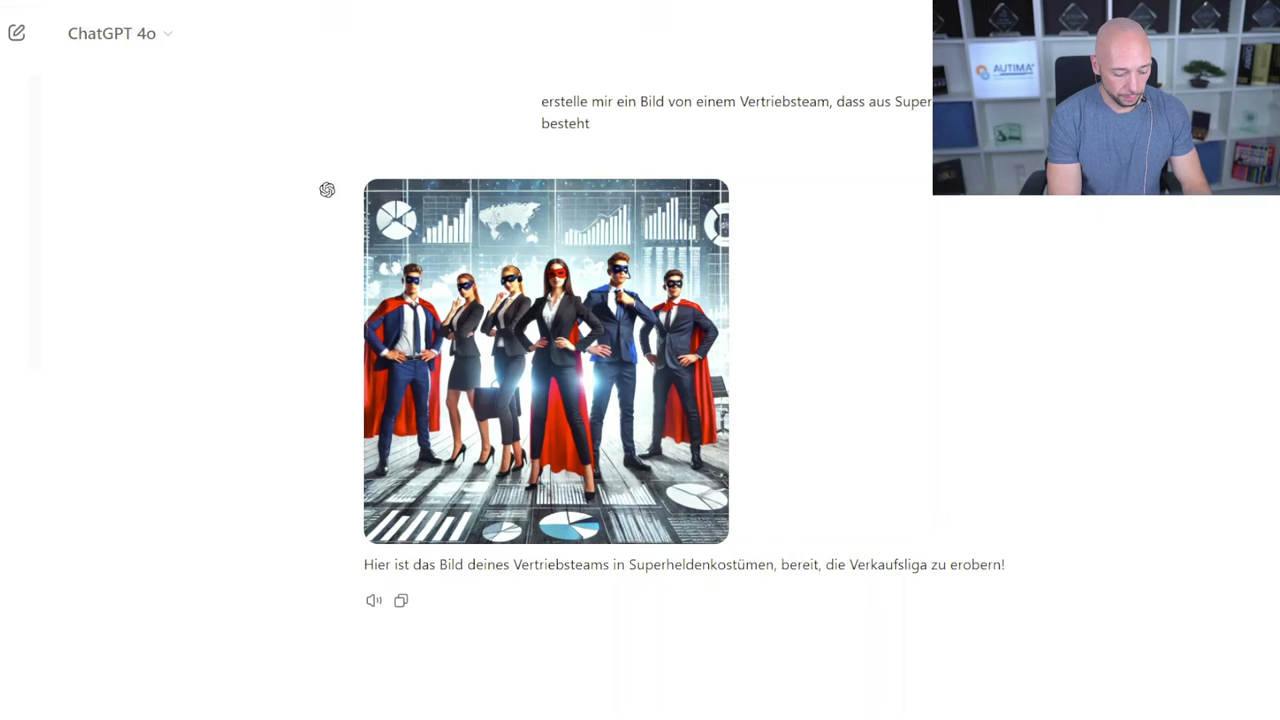 ChatGPT 4o
AUTIMA
erstelle mir ein Bild von einem Vertriebsteam, dass aus Super
besteht
Hier ist das Bild deines Vertriebsteams in Superheldenkostümen, bereit, die Verkaufsliga zu erobern!